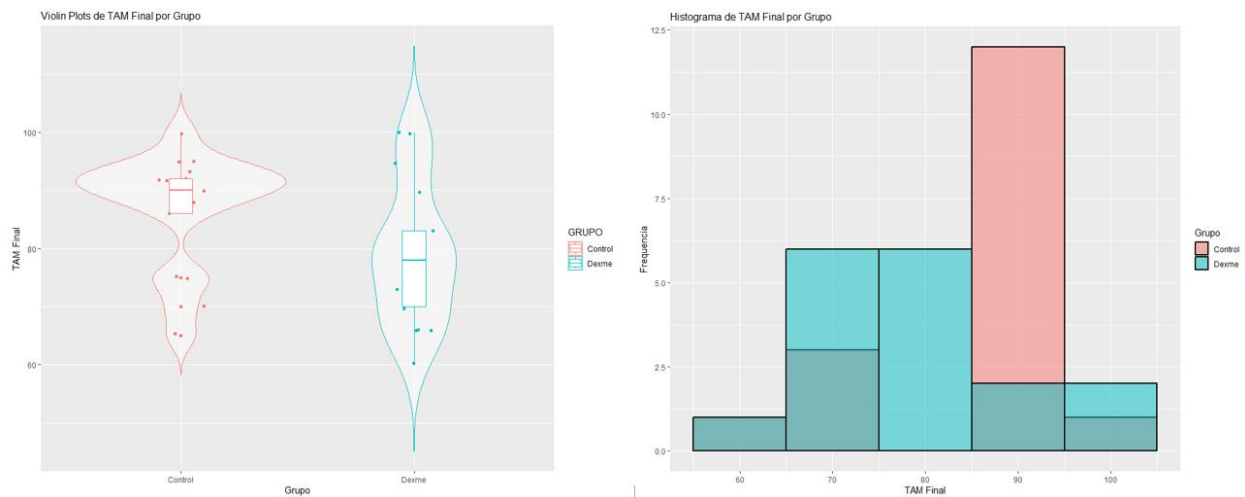 Violin Plots de TAM Final por Grupo
TAM Final
100
80
60
Control
Dexme
Grupo
GRUPO
Control
Dexme
Histograma de TAM Final por Grupo
Frequencia
12.5
10.0
7.5
5.0
2.5
0.0
60
70
80
90
100
TAM Final
Grupo
Control
Dexme